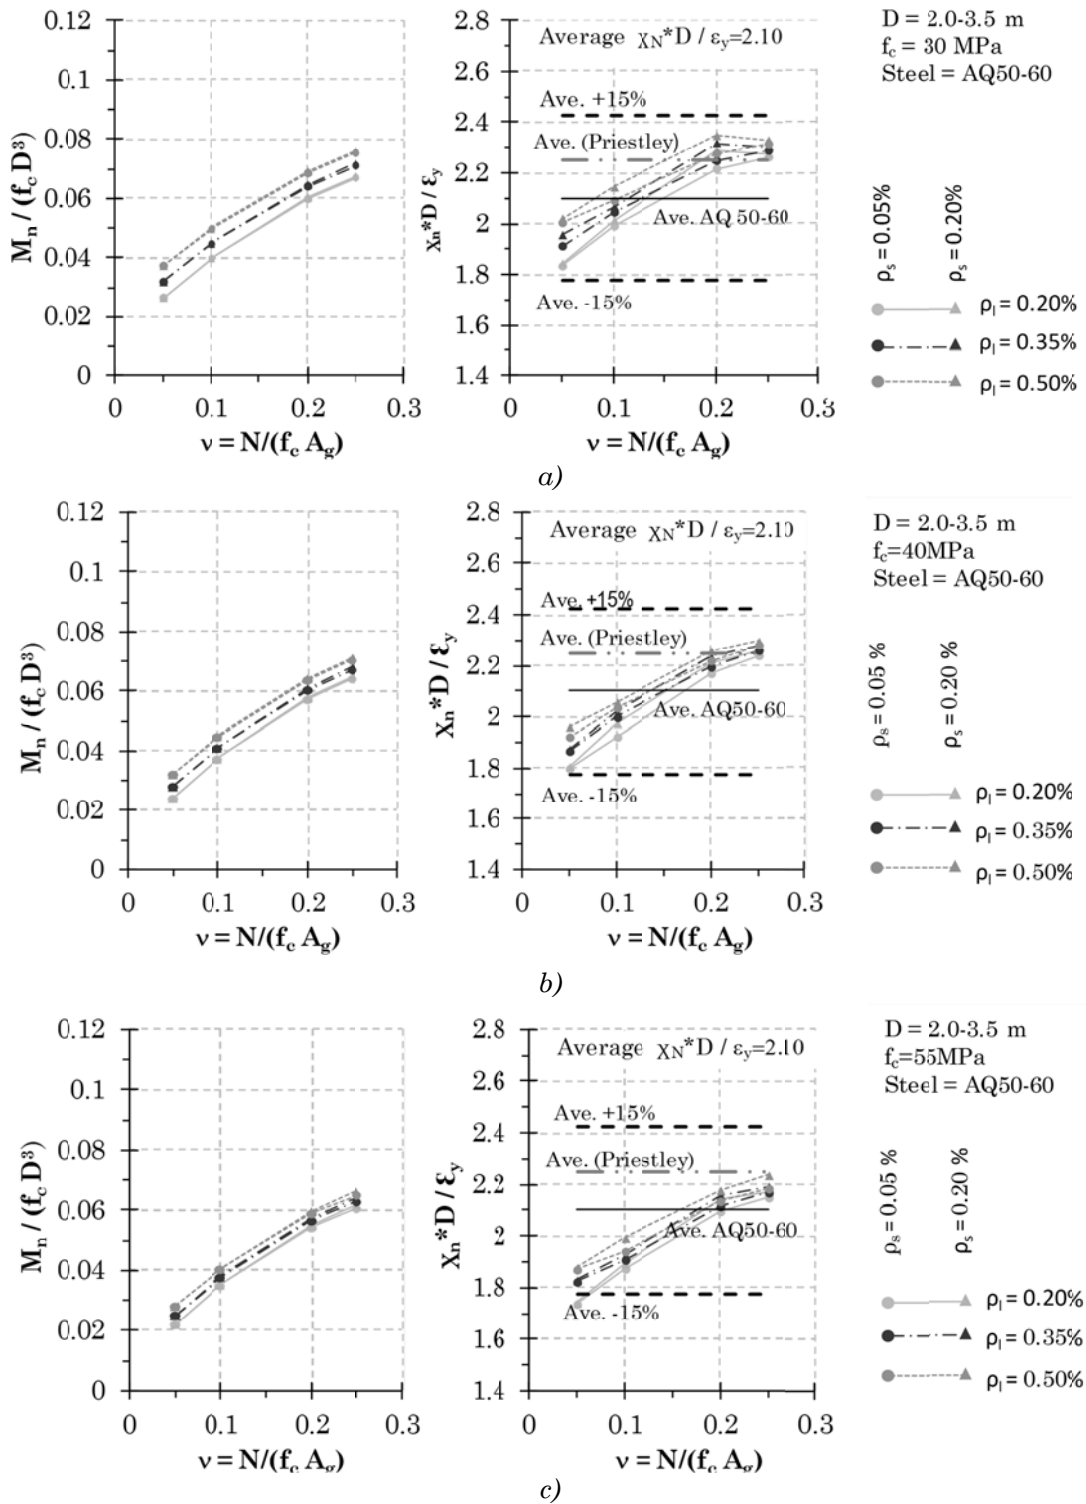 0.12
0.1
0.08
0.06
0.04
0.02
0
0
0.1
0.2
0.3
Mn / (fc D³)
ν = N/(fc Ag)
2.8
2.6
2.4
2.2
2
1.8
1.6
1.4
0
0.1
0.2
0.3
χn*D / εy
ν = N/(fc Ag)
Average χN*D / εy=2.10
Ave. +15%
Ave. (Priestley)
Ave. AQ 50-60
Ave. -15%
D = 2.0-3.5 m
fc = 30 MPa
Steel = AQ50-60
ρs = 0.05%
ρs = 0.20%
ρl = 0.20%
ρl = 0.35%
ρl = 0.50%
a)
0.12
0.1
0.08
0.06
0.04
0.02
0
0
0.1
0.2
0.3
Mn / (fc D³)
ν = N/(fc Ag)
2.8
2.6
2.4
2.2
2
1.8
1.6
1.4
0
0.1
0.2
0.3
χn*D / εy
ν = N/(fc Ag)
Average χN*D / εy=2.10
Ave. +15%
Ave. (Priestley)
Ave. AQ50-60
Ave. -15%
D = 2.0-3.5 m
fc=40MPa
Steel = AQ50-60
ρs = 0.05 %
ρs = 0.20 %
ρl = 0.20%
ρl = 0.35%
ρl = 0.50%
b)
0.12
0.1
0.08
0.06
0.04
0.02
0
0
0.1
0.2
0.3
Mn / (fc D³)
ν = N/(fc Ag)
2.8
2.6
2.4
2.2
2
1.8
1.6
1.4
0
0.1
0.2
0.3
χn*D / εy
ν = N/(fc Ag)
Average χN*D / εy=2.10
Ave. +15%
Ave. (Priestley)
Ave. AQ50-60
Ave. -15%
D = 2.0-3.5 m
fc=55MPa
Steel = AQ50-60
ρs = 0.05 %
ρs = 0.20 %
ρl = 0.20%
ρl = 0.35%
ρl = 0.50%
c)